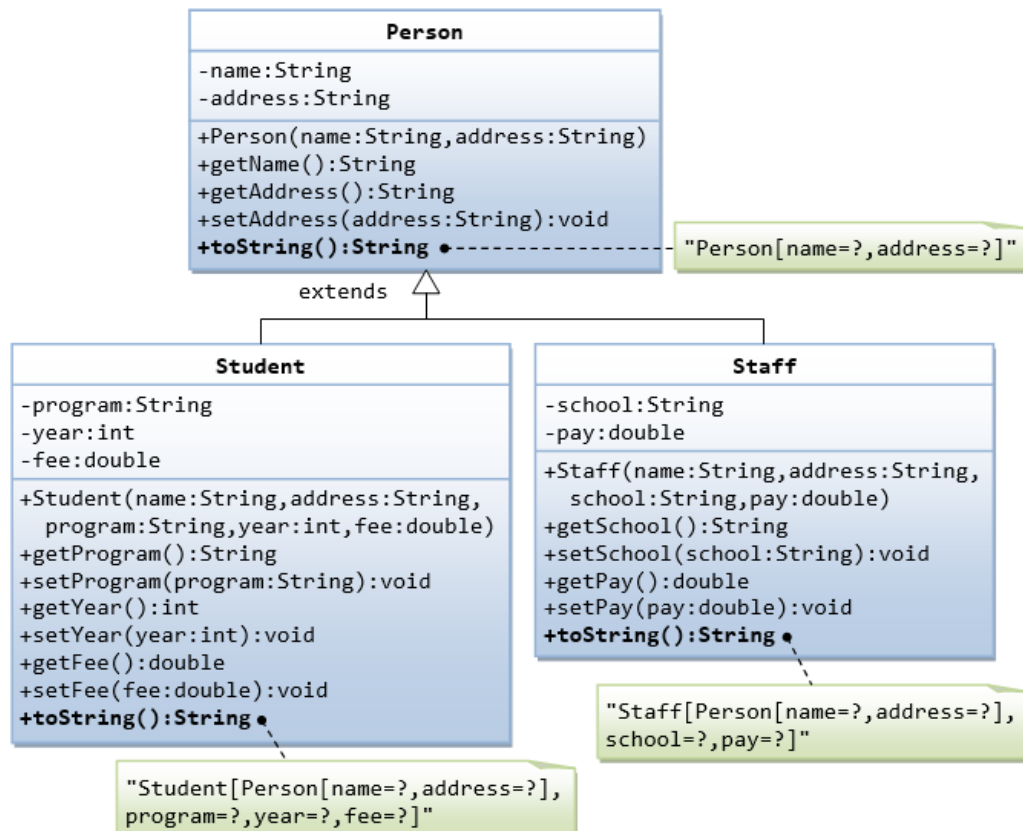 Person
-name:String
-address:String
+Person(name:String,address:String)
+getName():String
+getAddress():String
+setAddress(address:String):void
+toString():String
"Person[name=?,address=?]"
extends
Student
-program:String
-year:int
-fee:double
+Student(name:String,address:String,
program:String,year:int,fee:double)
+getProgram():String
+setProgram(program:String):void
+getYear():int
+setYear(year:int):void
+getFee():double
+setFee(fee:double):void
+toString():String
"Student[Person[name=?,address=?],
program=?,year=?,fee=?]"
Staff
-school:String
-pay:double
+Staff(name:String,address:String,
school:String,pay:double)
+getSchool():String
+setSchool(school:String):void
+getPay():double
+setPay(pay:double):void
+toString():String
"Staff[Person[name=?,address=?],
school=?,pay=?]"